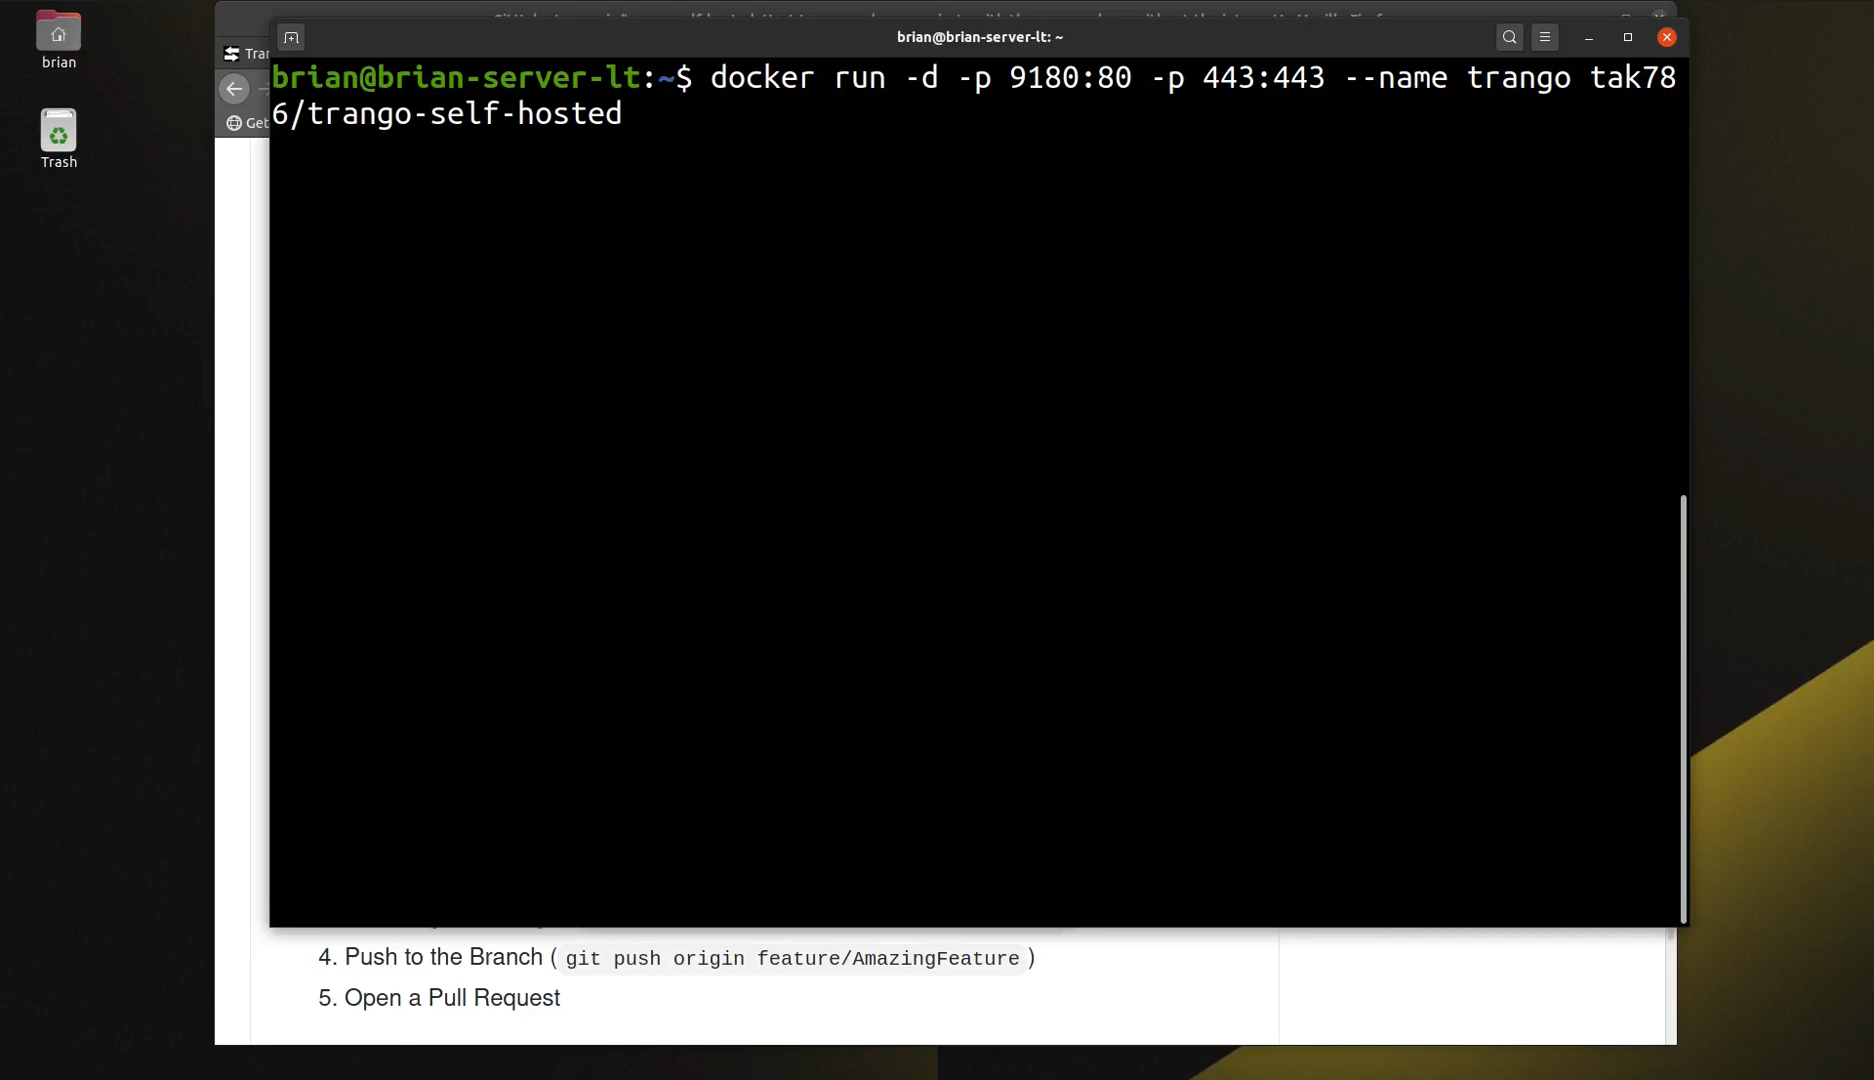 brian@brian-server-lt: ~
brian
Tran
brian@brian-server-lt:~$ docker run -d -p 9180:80 -p 443:443 --name trango tak78
6/trango-self-hosted
Get
Trash
4. Push to the Branch ( git push origin feature/AmazingFeature )
5. Open a Pull Request